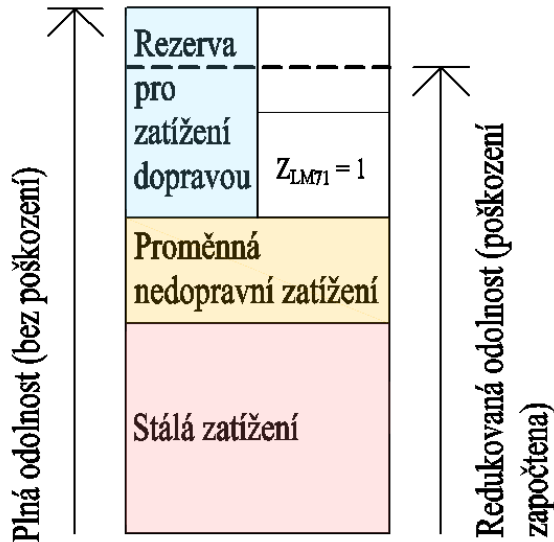 Plná odolnost (bez poškození)
Rezerva
pro
zatížení
dopravou
Z_LM71 = 1
Proměnná
nedopravní zatížení
Stálá zatížení
Redukovaná odolnost (poškození
započtena)